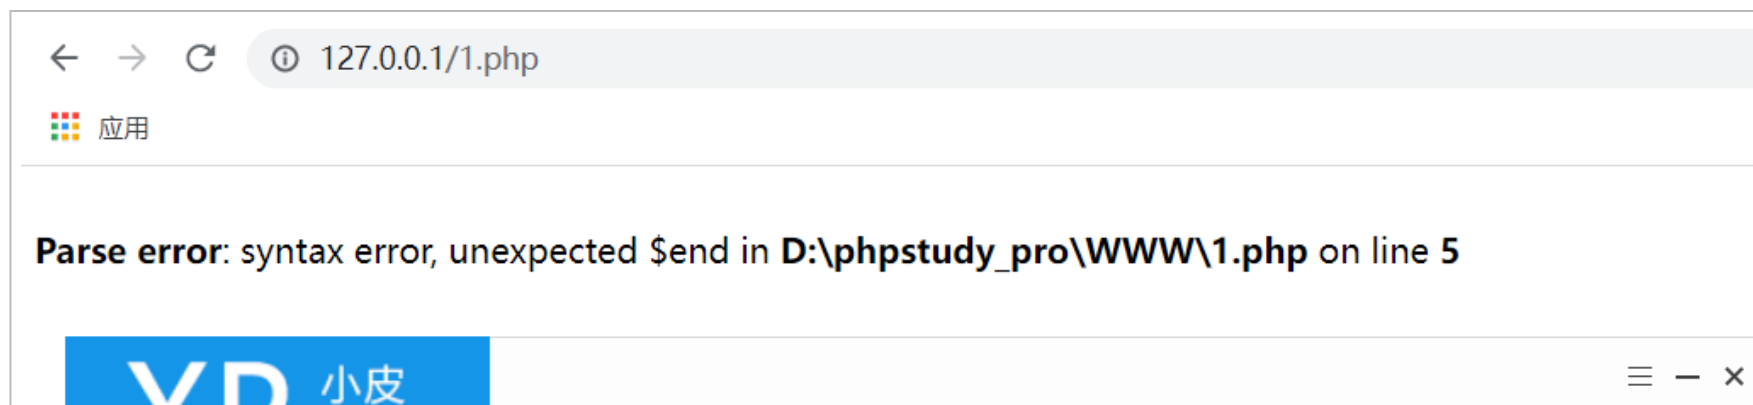 127.0.0.1/1.php
应用
Parse error: syntax error, unexpected $end in D:\phpstudy_pro\WWW\1.php on line 5
小皮